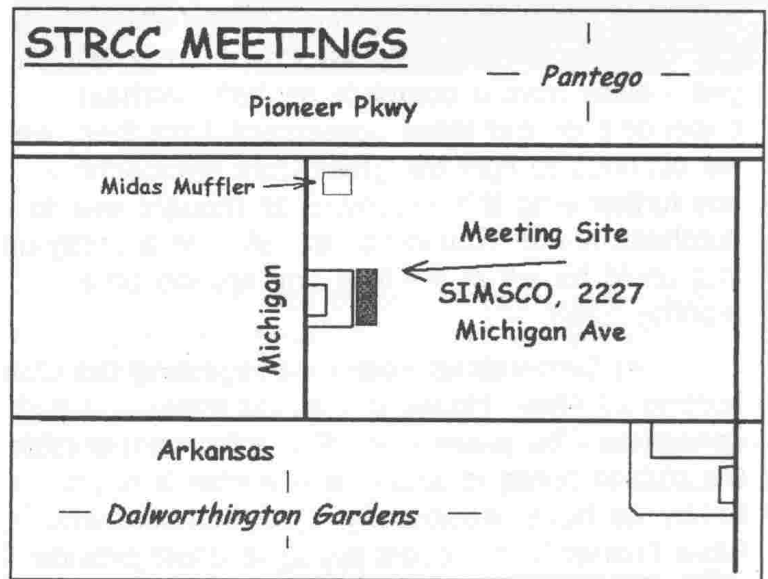 STRCC MEETINGS
Pantego
Pioneer Pkwy
Midas Muffler
Meeting Site
SIMSCO, 2227
Michigan Ave
Michigan
Arkansas
Dalworthington Gardens